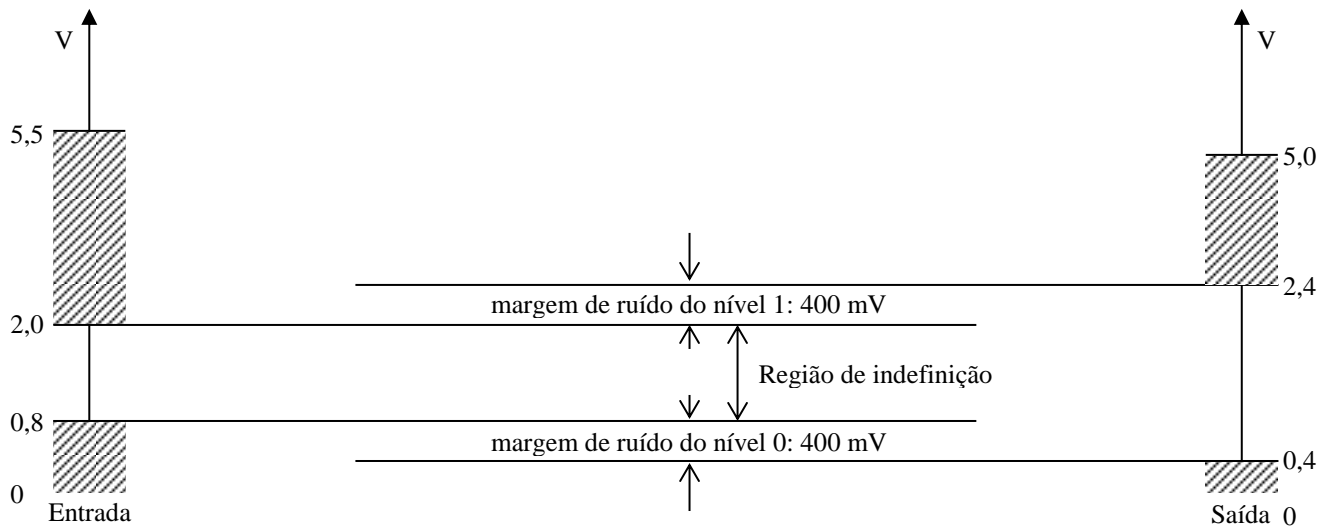 V V
5,5 5,0
margem de ruído do nível 1: 400 mV 2,4
2,0
Região de indefinição
0,8
margem de ruído do nível 0: 400 mV
0,4
0
Entrada Saída 0